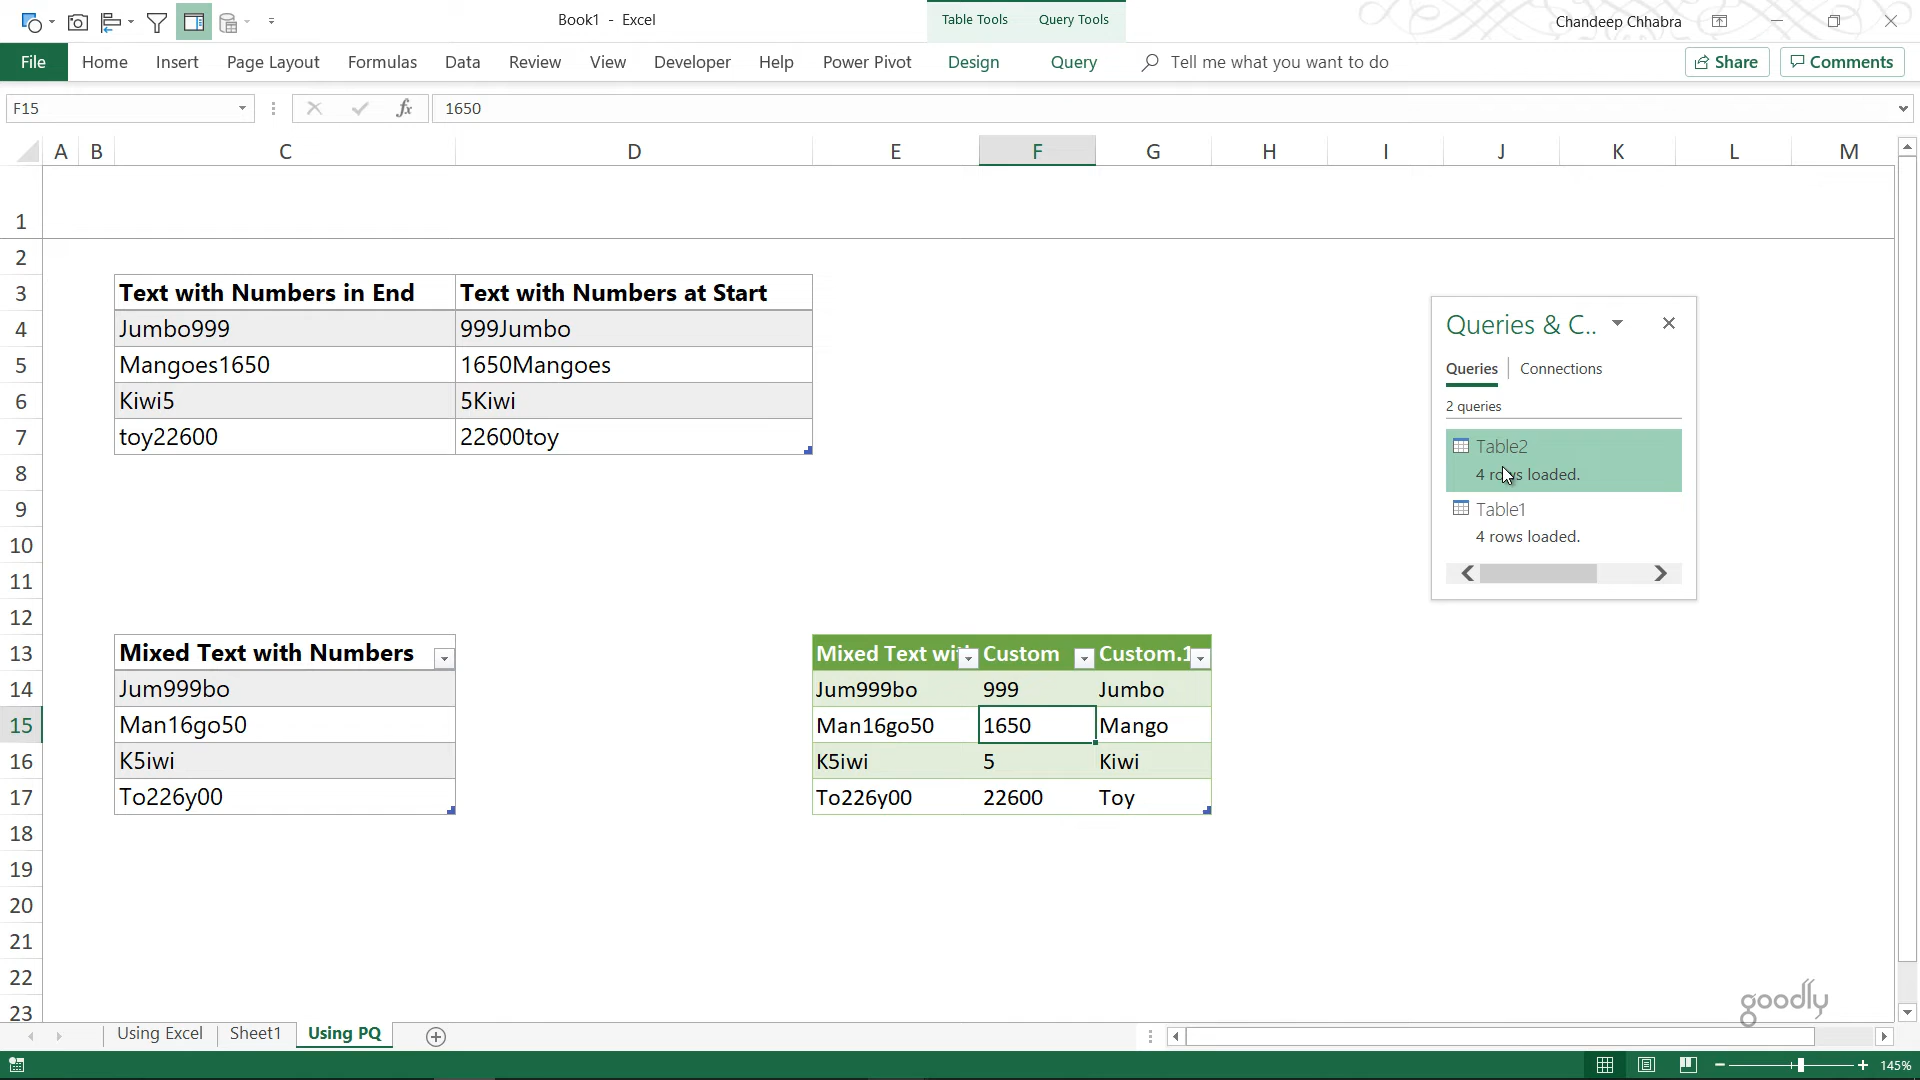 Book1 - Excel
Table Tools
Query Tools
Chandeep Chhabra
File Home Insert Page Layout Formulas Data Review View Developer Help Power Pivot Design Query Tell me what you want to do Share Comments
F15 fx 1650
A B C D E F G H I J K L M
1
2
3 Text with Numbers in End Text with Numbers at Start
4 Jumbo999 999Jumbo
5 Mangoes1650 1650Mangoes
6 Kiwi5 5Kiwi
7 toy22600 22600toy
8
9
10
11
12
13 Mixed Text with Numbers Mixed Text wit Custom Custom.1
14 Jum999bo Jum999bo 999 Jumbo
15 Man16go50 Man16go50 1650 Mango
16 K5iwi K5iwi 5 Kiwi
17 To226y00 To226y00 22600 Toy
18
19
20
21
22
23
Queries & C..
Queries Connections
2 queries
Table2
4 rows loaded.
Table1
4 rows loaded.
goodly
Using Excel Sheet1 Using PQ
145%